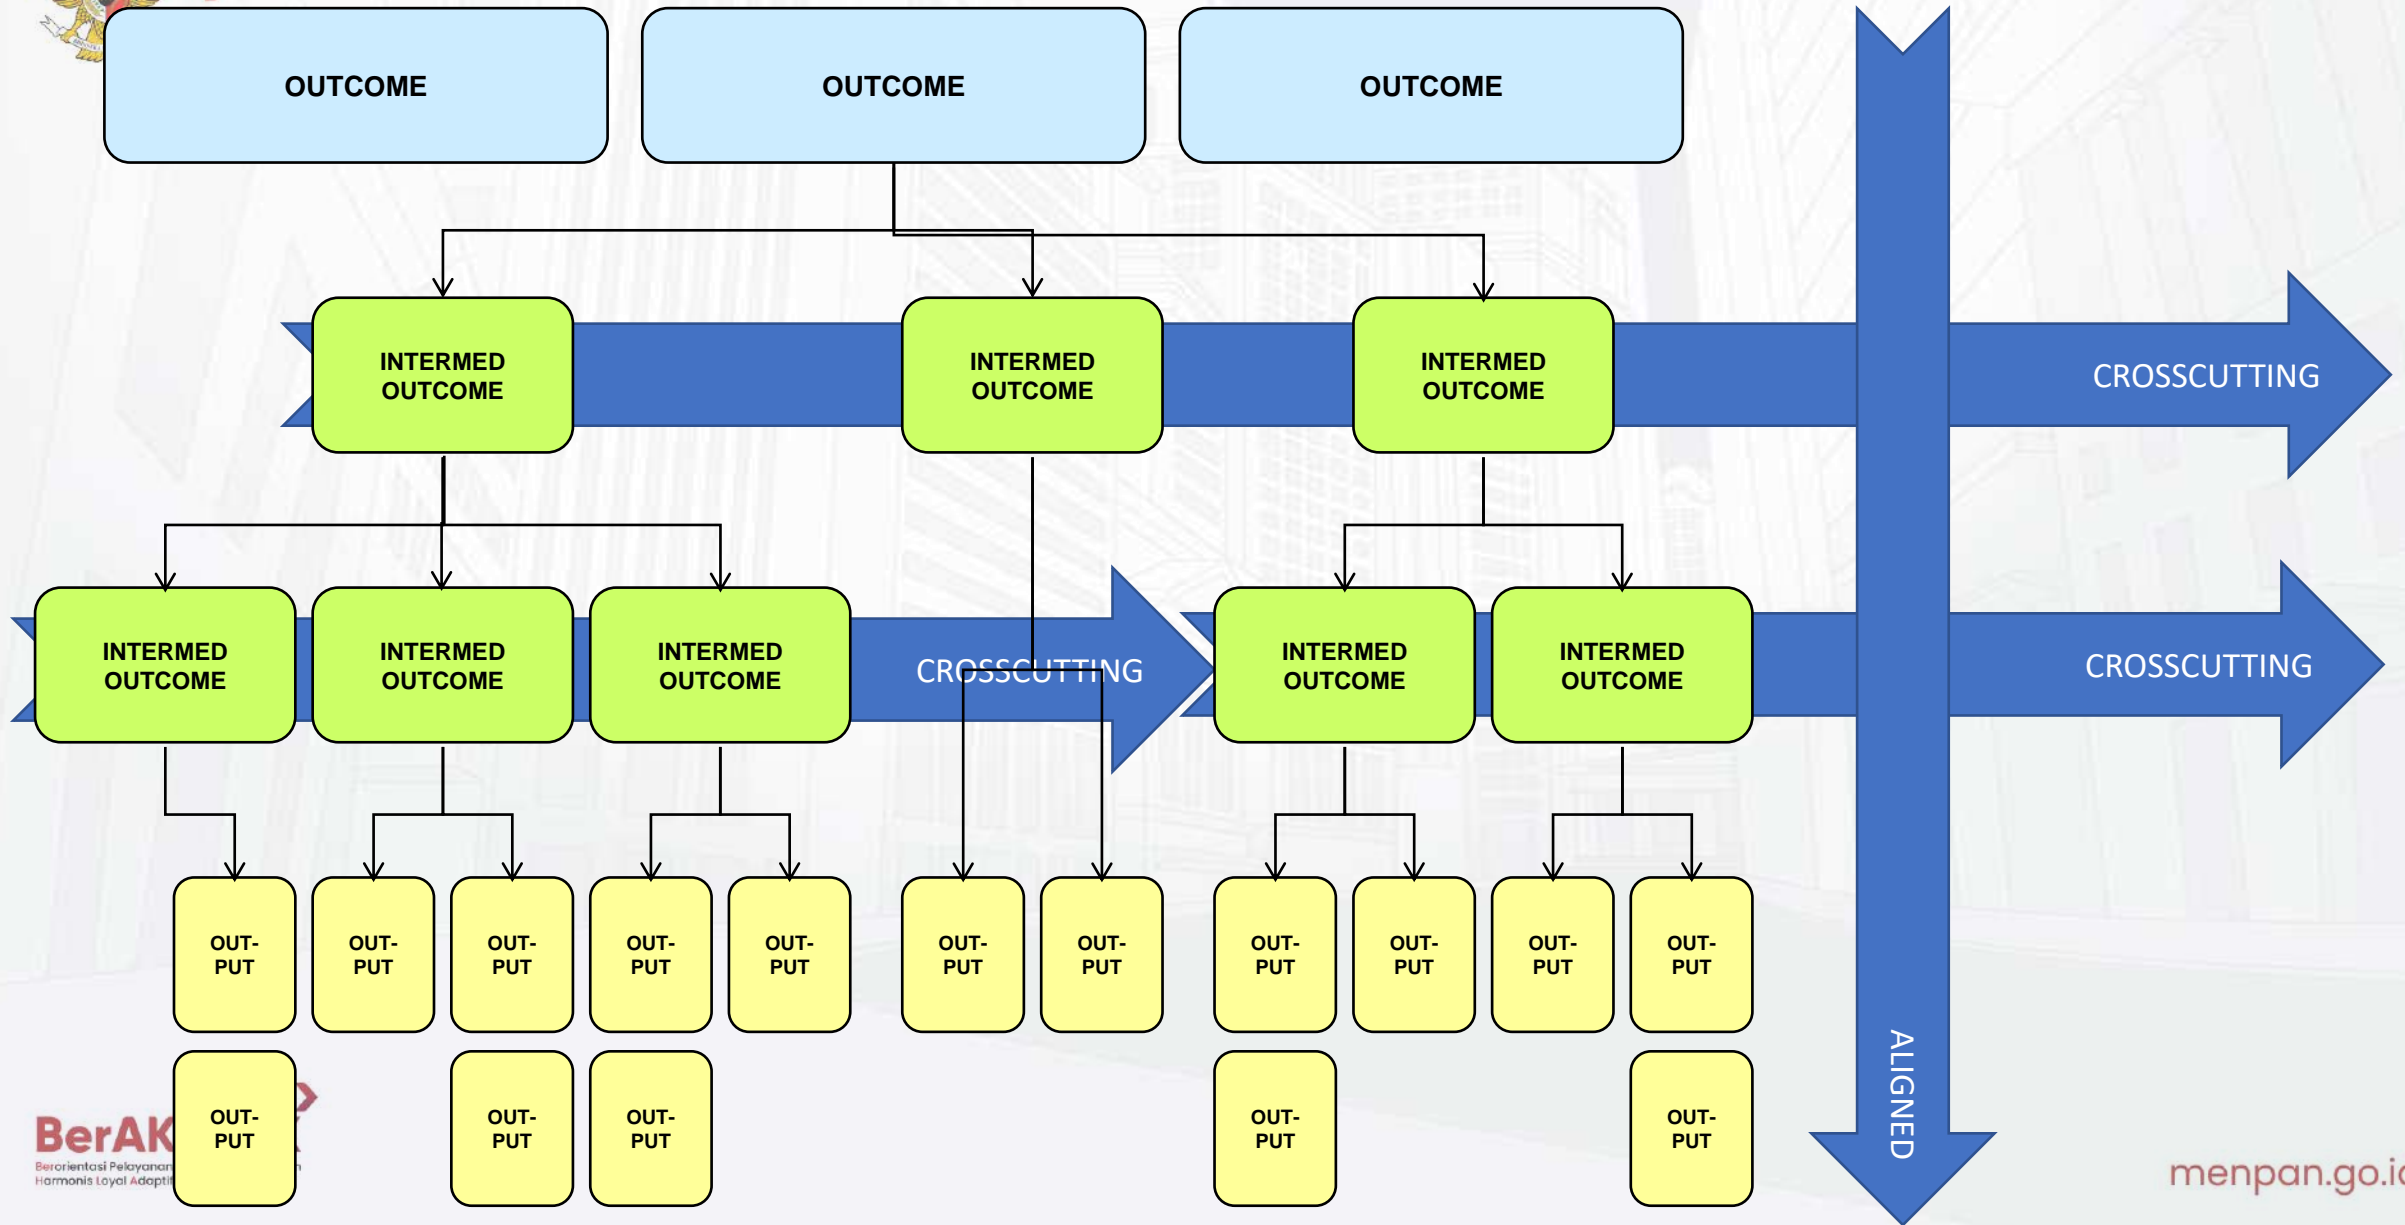 OUTCOME
OUTCOME
OUTCOME
INTERMED
OUTCOME
INTERMED
OUTCOME
INTERMED
OUTCOME
CROSSCUTTING
INTERMED
OUTCOME
INTERMED
OUTCOME
INTERMED
OUTCOME
CROSSCUTTING
INTERMED
OUTCOME
INTERMED
OUTCOME
CROSSCUTTING
OUT-
PUT
OUT-
PUT
OUT-
PUT
OUT-
PUT
OUT-
PUT
OUT-
PUT
OUT-
PUT
OUT-
PUT
OUT-
PUT
OUT-
PUT
OUT-
PUT
OUT-
PUT
OUT-
PUT
OUT-
PUT
OUT-
PUT
OUT-
PUT
ALIGNED
BerAK
Berorientasi Pelayanan
Harmonis Loyal Adaptif
menpan.go.id